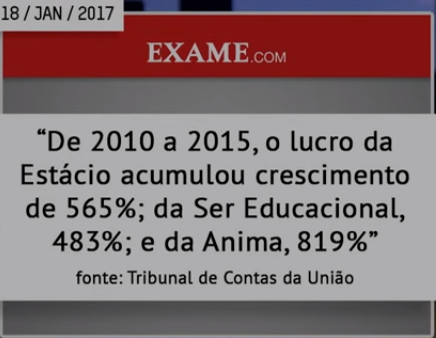 18 / JAN / 2017
EXAME.COM
“De 2010 a 2015, o lucro da
Estácio acumulou crescimento
de 565%; da Ser Educacional,
483%; e da Anima, 819%”
fonte: Tribunal de Contas da União